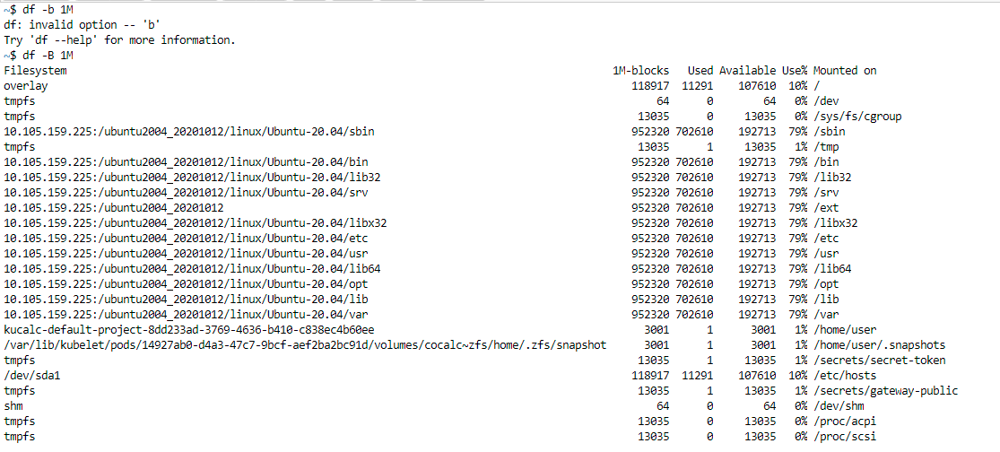 ~$ df -b 1M
df: invalid option -- 'b'
Try 'df --help' for more information.
~$ df -B 1M
Filesystem 1M-blocks Used Available Use% Mounted on
overlay 118917 11291 107610 10% /
tmpfs 64 0 64 0% /dev
tmpfs 13035 0 13035 0% /sys/fs/cgroup
10.105.159.225:/ubuntu2004_20201012/linux/Ubuntu-20.04/sbin 952320 702610 192713 79% /sbin
tmpfs 13035 1 13035 1% /tmp
10.105.159.225:/ubuntu2004_20201012/linux/Ubuntu-20.04/bin 952320 702610 192713 79% /bin
10.105.159.225:/ubuntu2004_20201012/linux/Ubuntu-20.04/lib32 952320 702610 192713 79% /lib32
10.105.159.225:/ubuntu2004_20201012/linux/Ubuntu-20.04/srv 952320 702610 192713 79% /srv
10.105.159.225:/ubuntu2004_20201012 952320 702610 192713 79% /ext
10.105.159.225:/ubuntu2004_20201012/linux/Ubuntu-20.04/libx32 952320 702610 192713 79% /libx32
10.105.159.225:/ubuntu2004_20201012/linux/Ubuntu-20.04/etc 952320 702610 192713 79% /etc
10.105.159.225:/ubuntu2004_20201012/linux/Ubuntu-20.04/usr 952320 702610 192713 79% /usr
10.105.159.225:/ubuntu2004_20201012/linux/Ubuntu-20.04/lib64 952320 702610 192713 79% /lib64
10.105.159.225:/ubuntu2004_20201012/linux/Ubuntu-20.04/opt 952320 702610 192713 79% /opt
10.105.159.225:/ubuntu2004_20201012/linux/Ubuntu-20.04/lib 952320 702610 192713 79% /lib
10.105.159.225:/ubuntu2004_20201012/linux/Ubuntu-20.04/var 952320 702610 192713 79% /var
kucalc-default-project-8dd233ad-3769-4636-b410-c838ec4b60ee 3001 1 3001 1% /home/user
/var/lib/kubelet/pods/14927ab0-d4a3-47c7-9bcf-aef2ba2bc91d/volumes/cocalc~zfs/home/.zfs/snapshot 3001 1 3001 1% /home/user/.snapshots
tmpfs 13035 1 13035 1% /secrets/secret-token
/dev/sda1 118917 11291 107610 10% /etc/hosts
tmpfs 13035 1 13035 1% /secrets/gateway-public
shm 64 0 64 0% /dev/shm
tmpfs 13035 0 13035 0% /proc/acpi
tmpfs 13035 0 13035 0% /proc/scsi